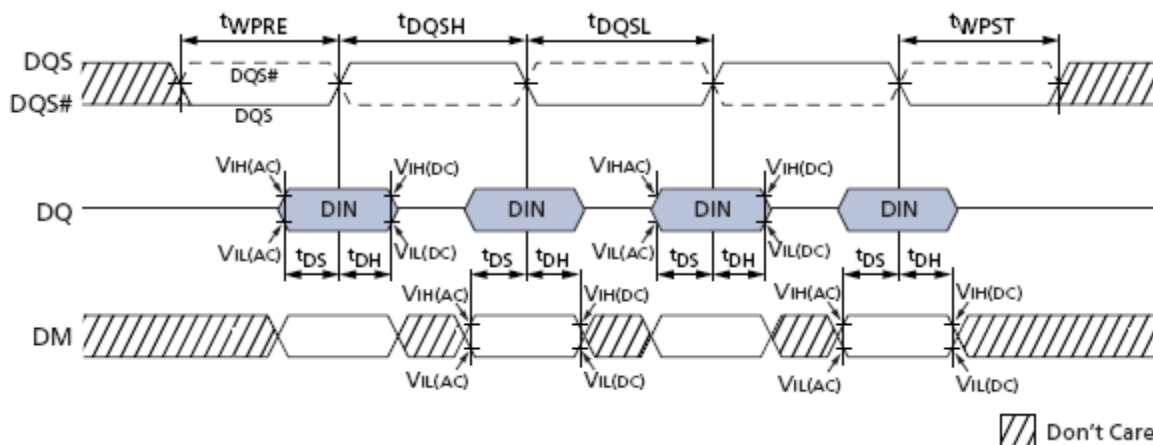 tWPRE tDQSH tDQSL tWPST
DQS
DQS#
DQS#
DQS
VIH(AC) VIH(DC) VIHAC) VIH(DC)
DQ DIN DIN DIN DIN
VIL(AC) VIL(DC) VIL(AC) VIL(DC)
tDS tDH tDS tDH tDS tDH tDS tDH
VIH(AC) VIH(DC) VIH(AC) VIH(DC)
DM
VIL(AC) VIL(DC) VIL(AC) VIL(DC)
Don't Care